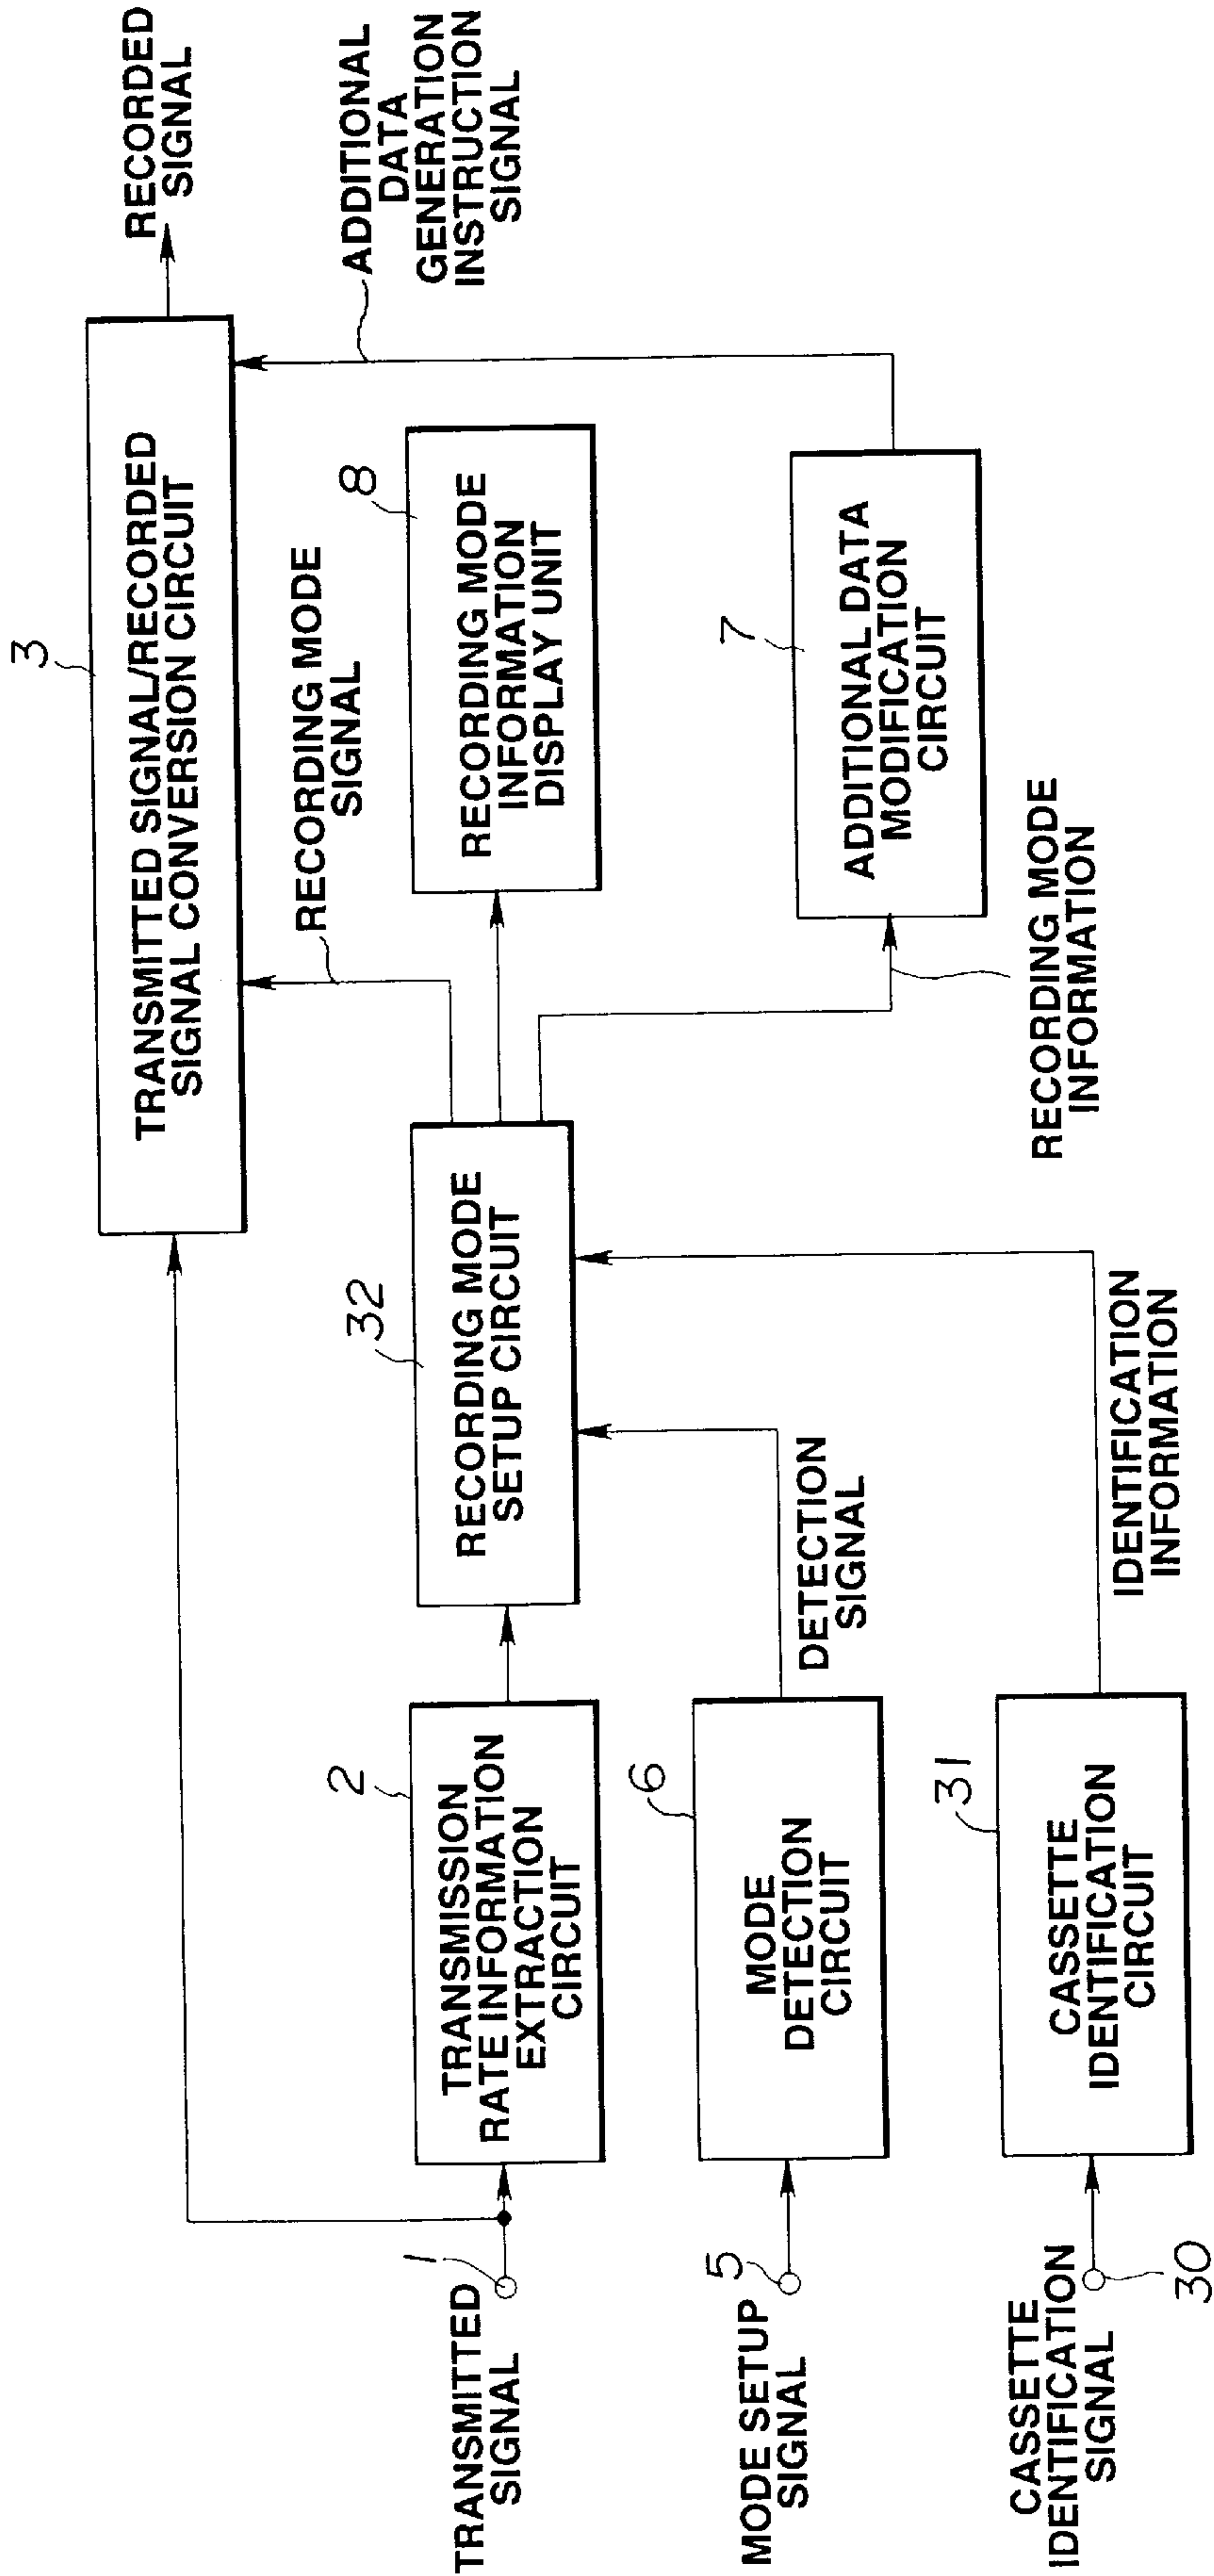 3
TRANSMITTED SIGNAL/RECORDED
SIGNAL CONVERSION CIRCUIT
RECORDED
SIGNAL
RECORDING MODE
SIGNAL
ADDITIONAL
DATA
GENERATION
INSTRUCTION
SIGNAL
1
TRANSMITTED
SIGNAL
2
TRANSMISSION
RATE INFORMATION
EXTRACTION
CIRCUIT
32
RECORDING MODE
SETUP CIRCUIT
8
RECORDING MODE
INFORMATION
DISPLAY UNIT
5
MODE SETUP
SIGNAL
6
MODE
DETECTION
CIRCUIT
DETECTION
SIGNAL
7
ADDITIONAL DATA
MODIFICATION
CIRCUIT
RECORDING MODE
INFORMATION
CASSETTE
IDENTIFICATION
SIGNAL
30
31
CASSETTE
IDENTIFICATION
CIRCUIT
IDENTIFICATION
INFORMATION